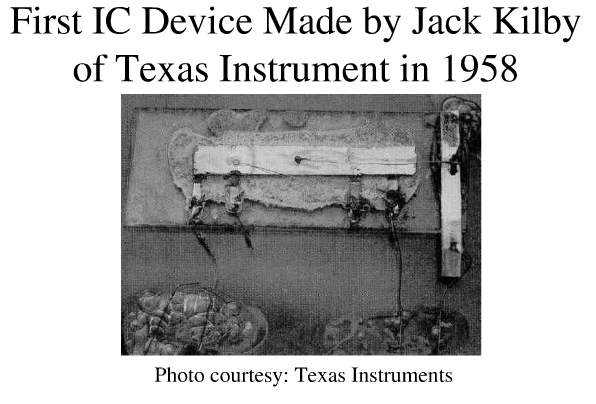 First IC Device Made by Jack Kilby
of Texas Instrument in 1958
Photo courtesy: Texas Instruments